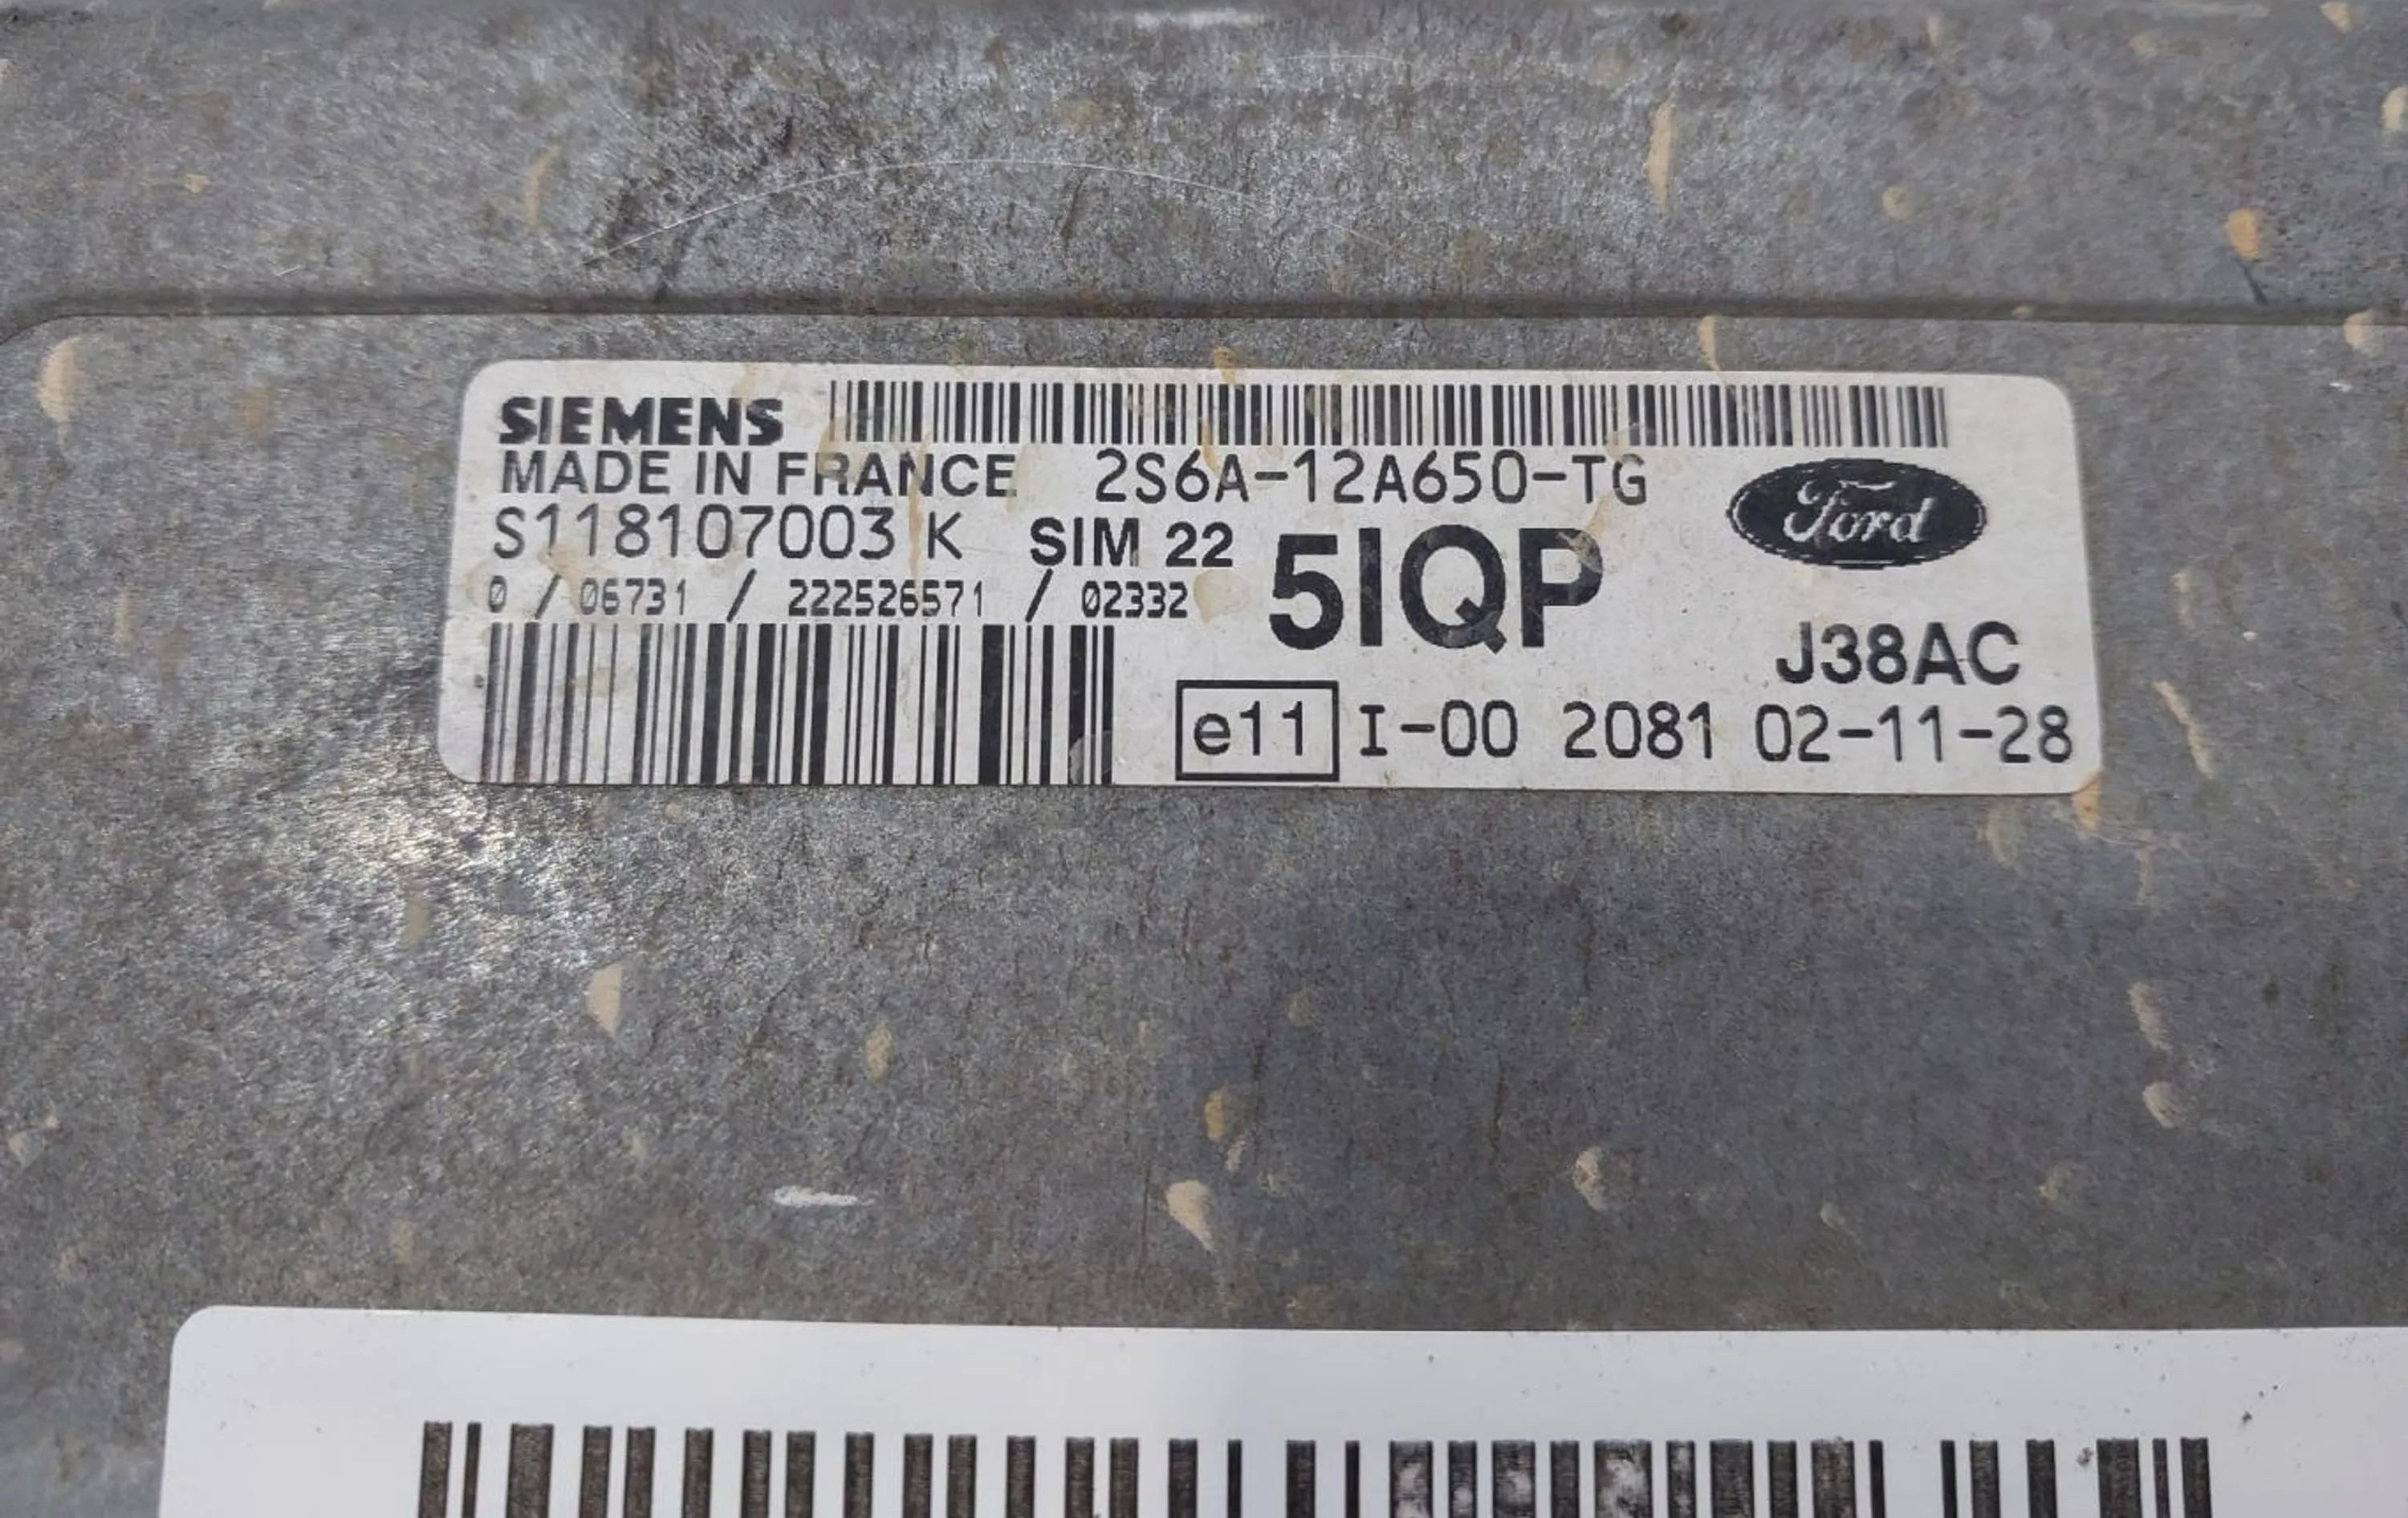 SIEMENS
MADE IN FRANCE 2S6A-12A650-TG
Ford
S118107003 K SIM 22 5IQP
0 / 06731 / 222526571 / 02332
J38AC
e11 I-00 2081 02-11-28